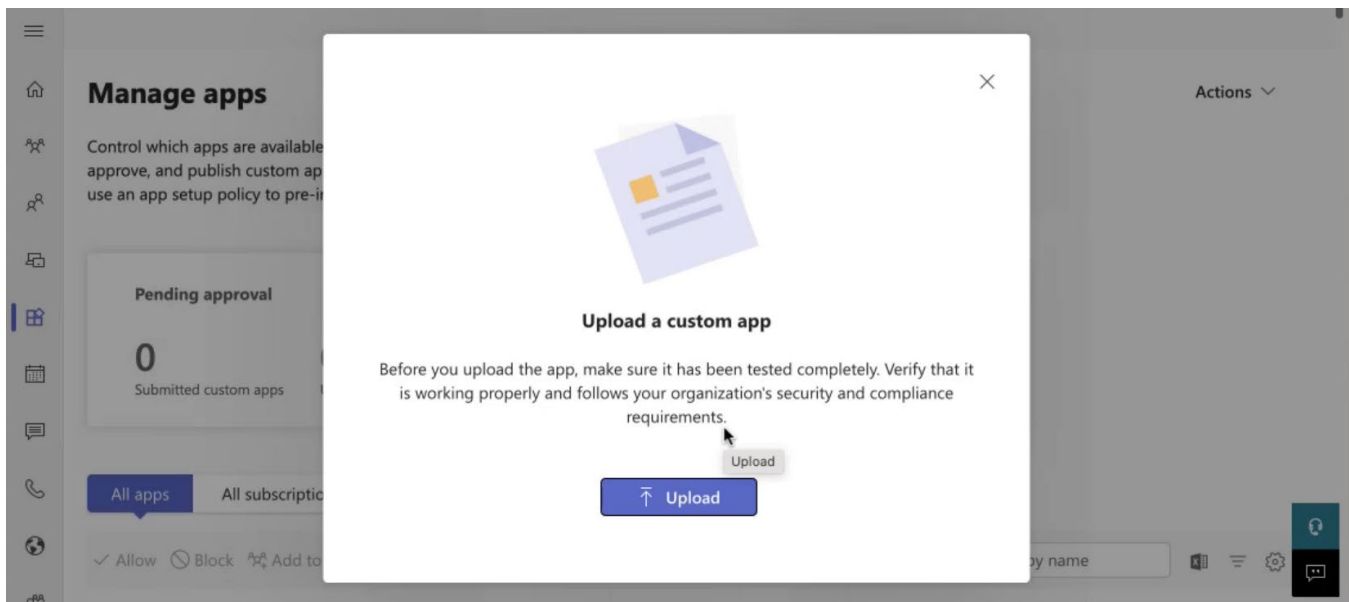 Manage apps
Actions
Control which apps are available
approve, and publish custom ap
use an app setup policy to pre-i
Pending approval
0
Submitted custom apps
Upload a custom app
Before you upload the app, make sure it has been tested completely. Verify that it
is working properly and follows your organization's security and compliance
requirements.
Upload
All apps
All subscriptio
Upload
Allow
Block
Add to
by name